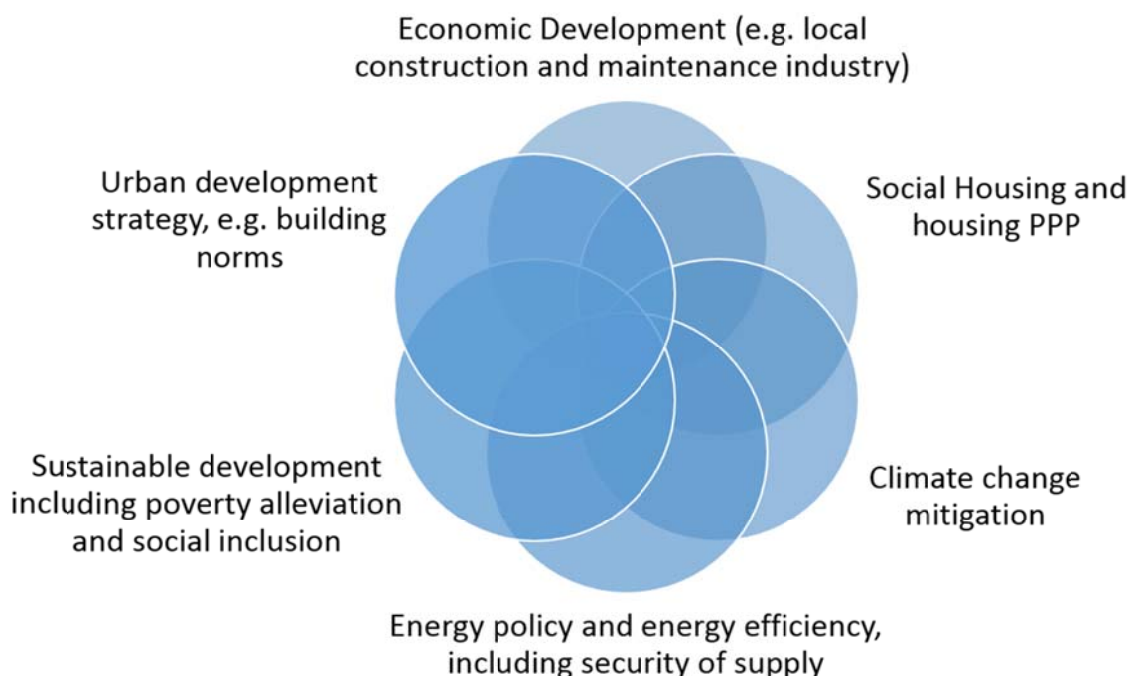 Economic Development (e.g. local
construction and maintenance industry)
Urban development
strategy, e.g. building
norms
Social Housing and
housing PPP
Sustainable development
including poverty alleviation
and social inclusion
Climate change
mitigation
Energy policy and energy efficiency,
including security of supply